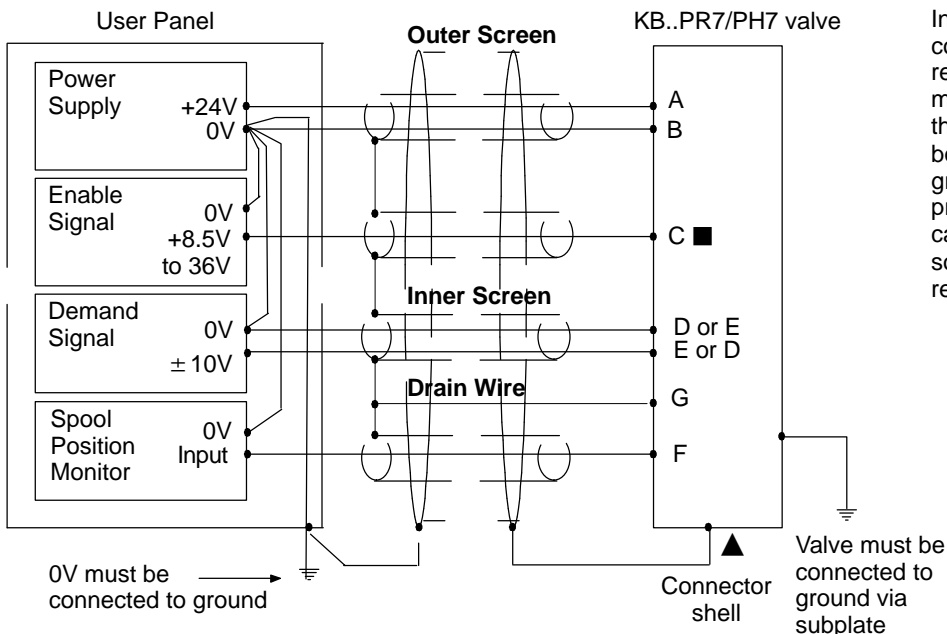 User Panel
Outer Screen
KB..PR7/PH7 valve
Power
Supply
+24V
0V
A
B
Enable
Signal
0V
+8.5V
to 36V
C ■
Inner Screen
Demand
Signal
0V
± 10V
D or E
E or D
Drain Wire
G
Spool
Position
Monitor
0V
Input
F
0V must be
connected to ground
▲
Connector
shell
Valve must be
connected to
ground via
subplate